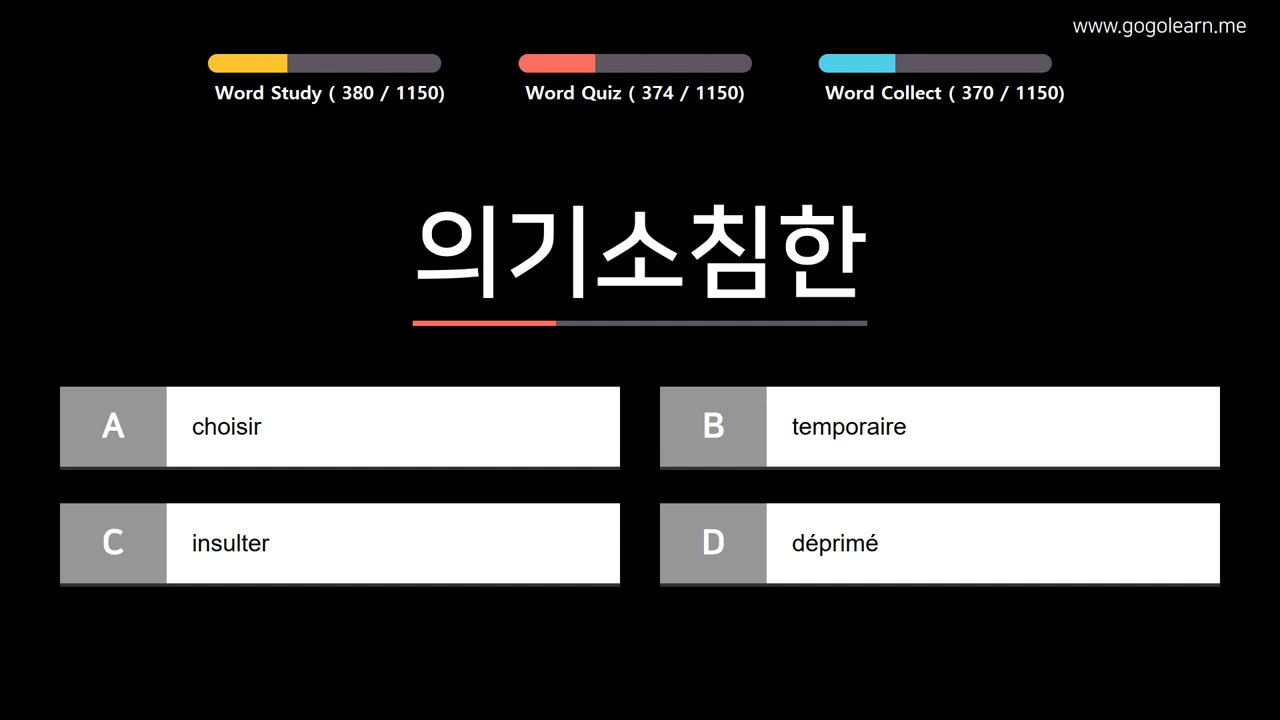 www.gogolearn.me
Word Study ( 380 / 1150)
Word Quiz ( 374 / 1150)
Word Collect ( 370 / 1150)
의기소침한
A choisir
B temporaire
C insulter
D déprimé